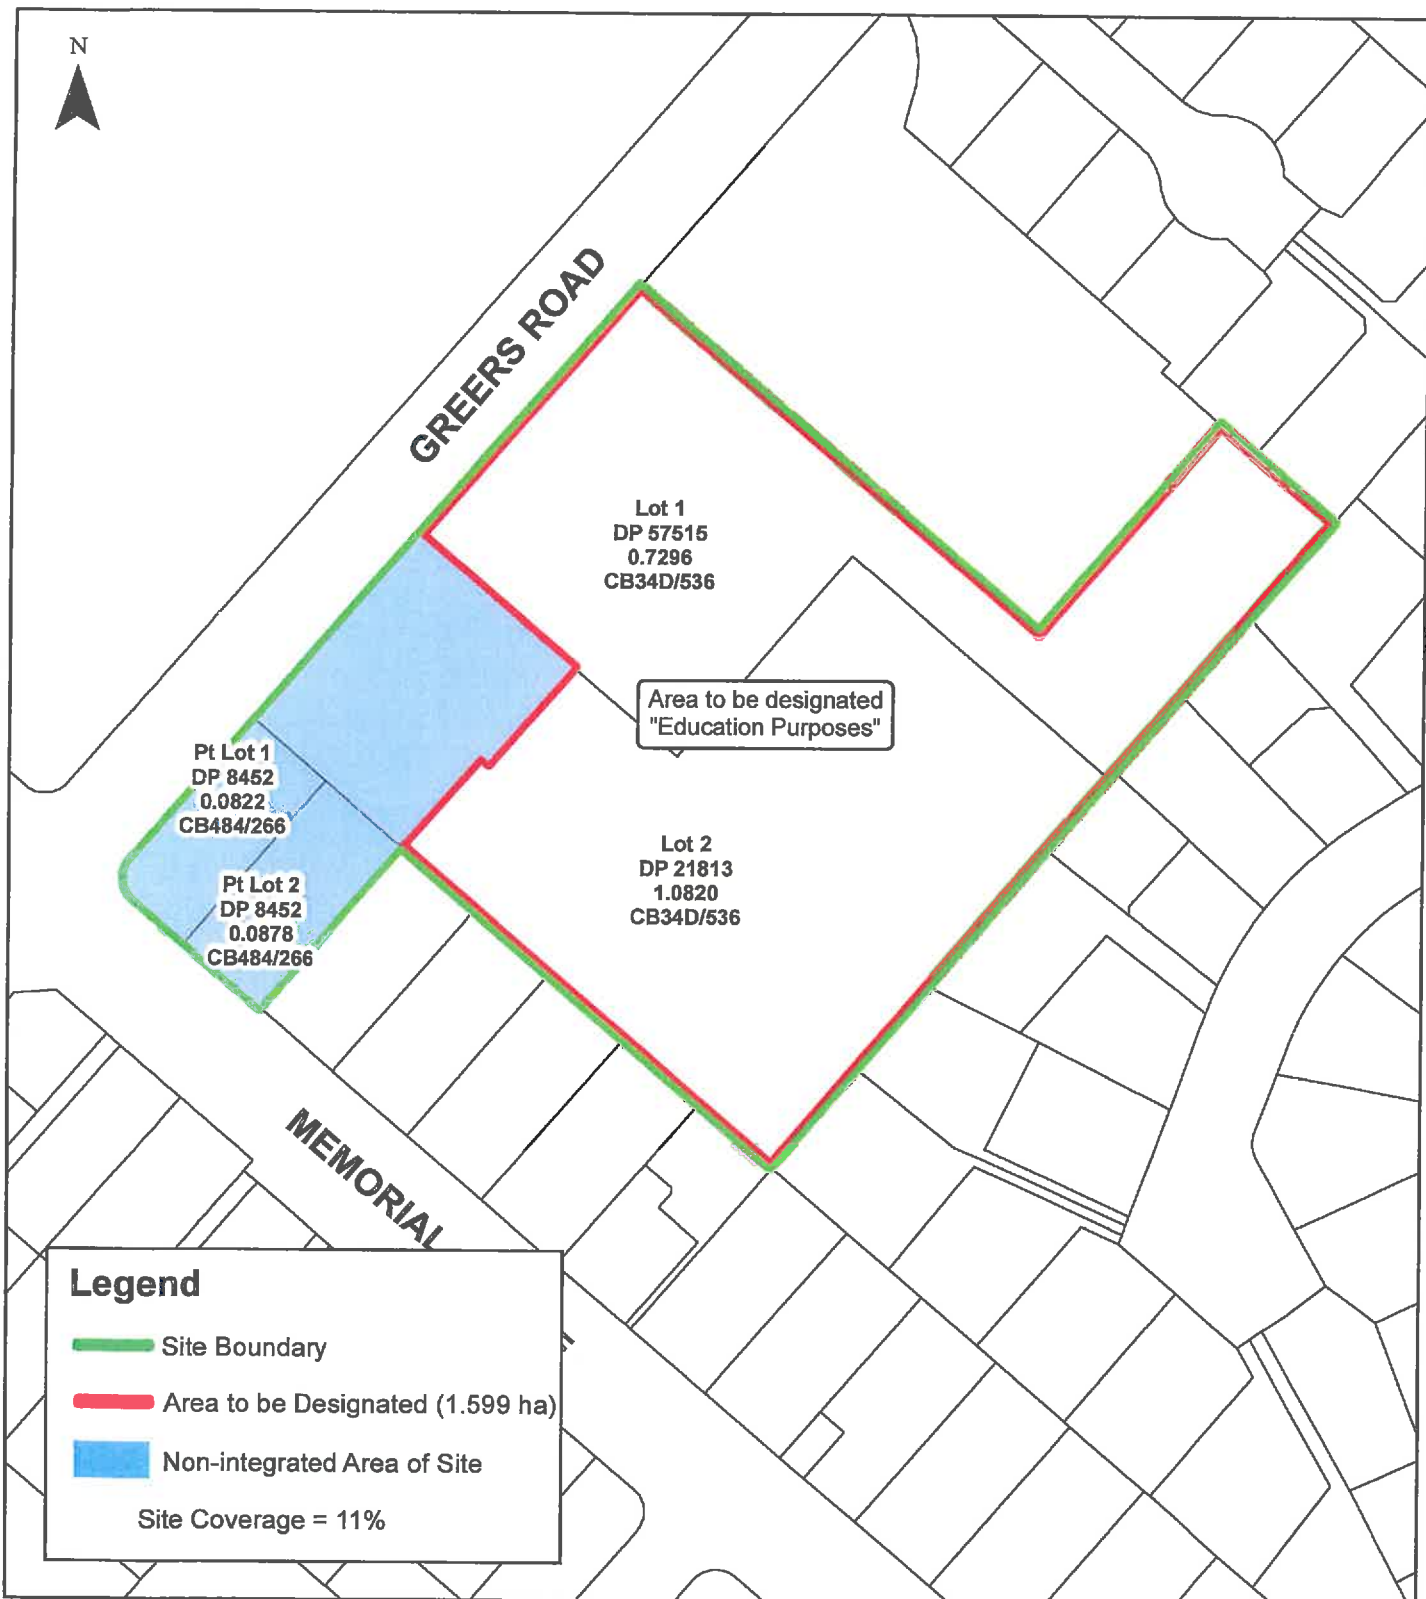 N
GREERS ROAD
Lot 1
DP 57515
0.7296
CB34D/536
Area to be designated
"Education Purposes"
Pt Lot 1
DP 8452
0.0822
CB484/266
Lot 2
DP 21813
1.0820
CB34D/536
Pt Lot 2
DP 8452
0.0878
CB484/266
MEMORIAL
Legend
Site Boundary
Area to be Designated (1.599 ha)
Non-integrated Area of Site
Site Coverage = 11%